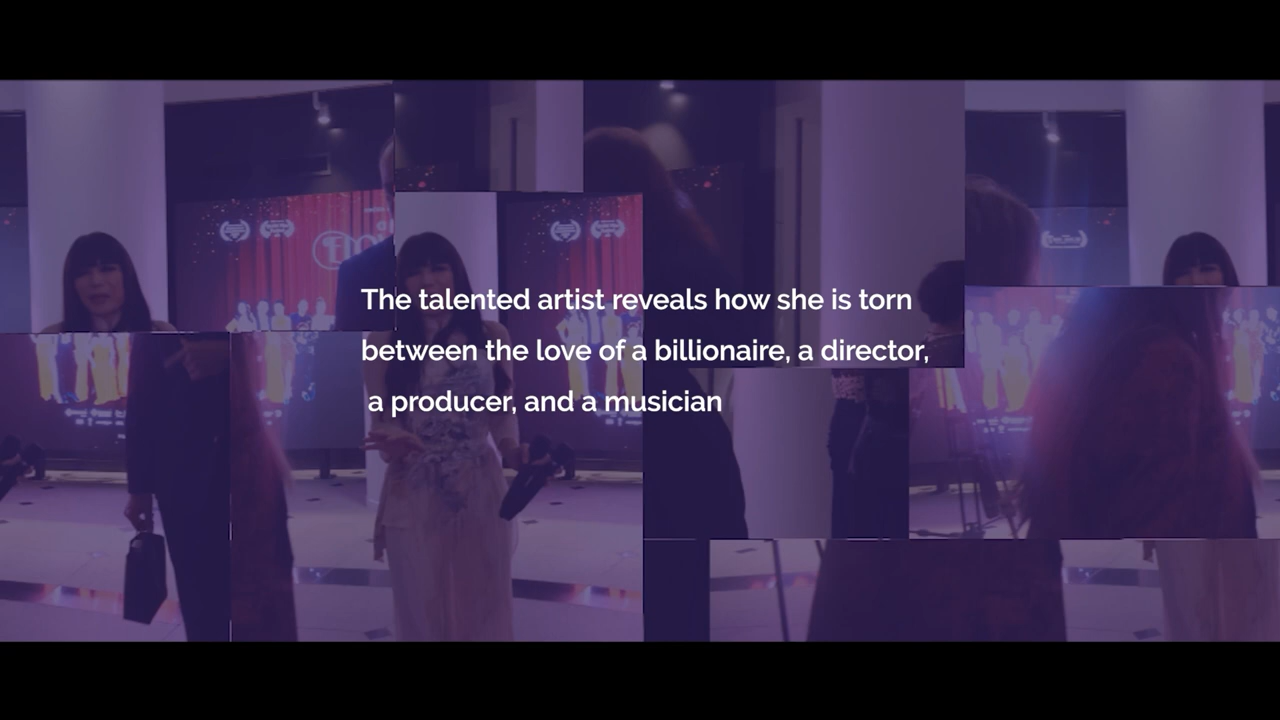 The talented artist reveals how she is torn
between the love of a billionaire, a director,
a producer, and a musician